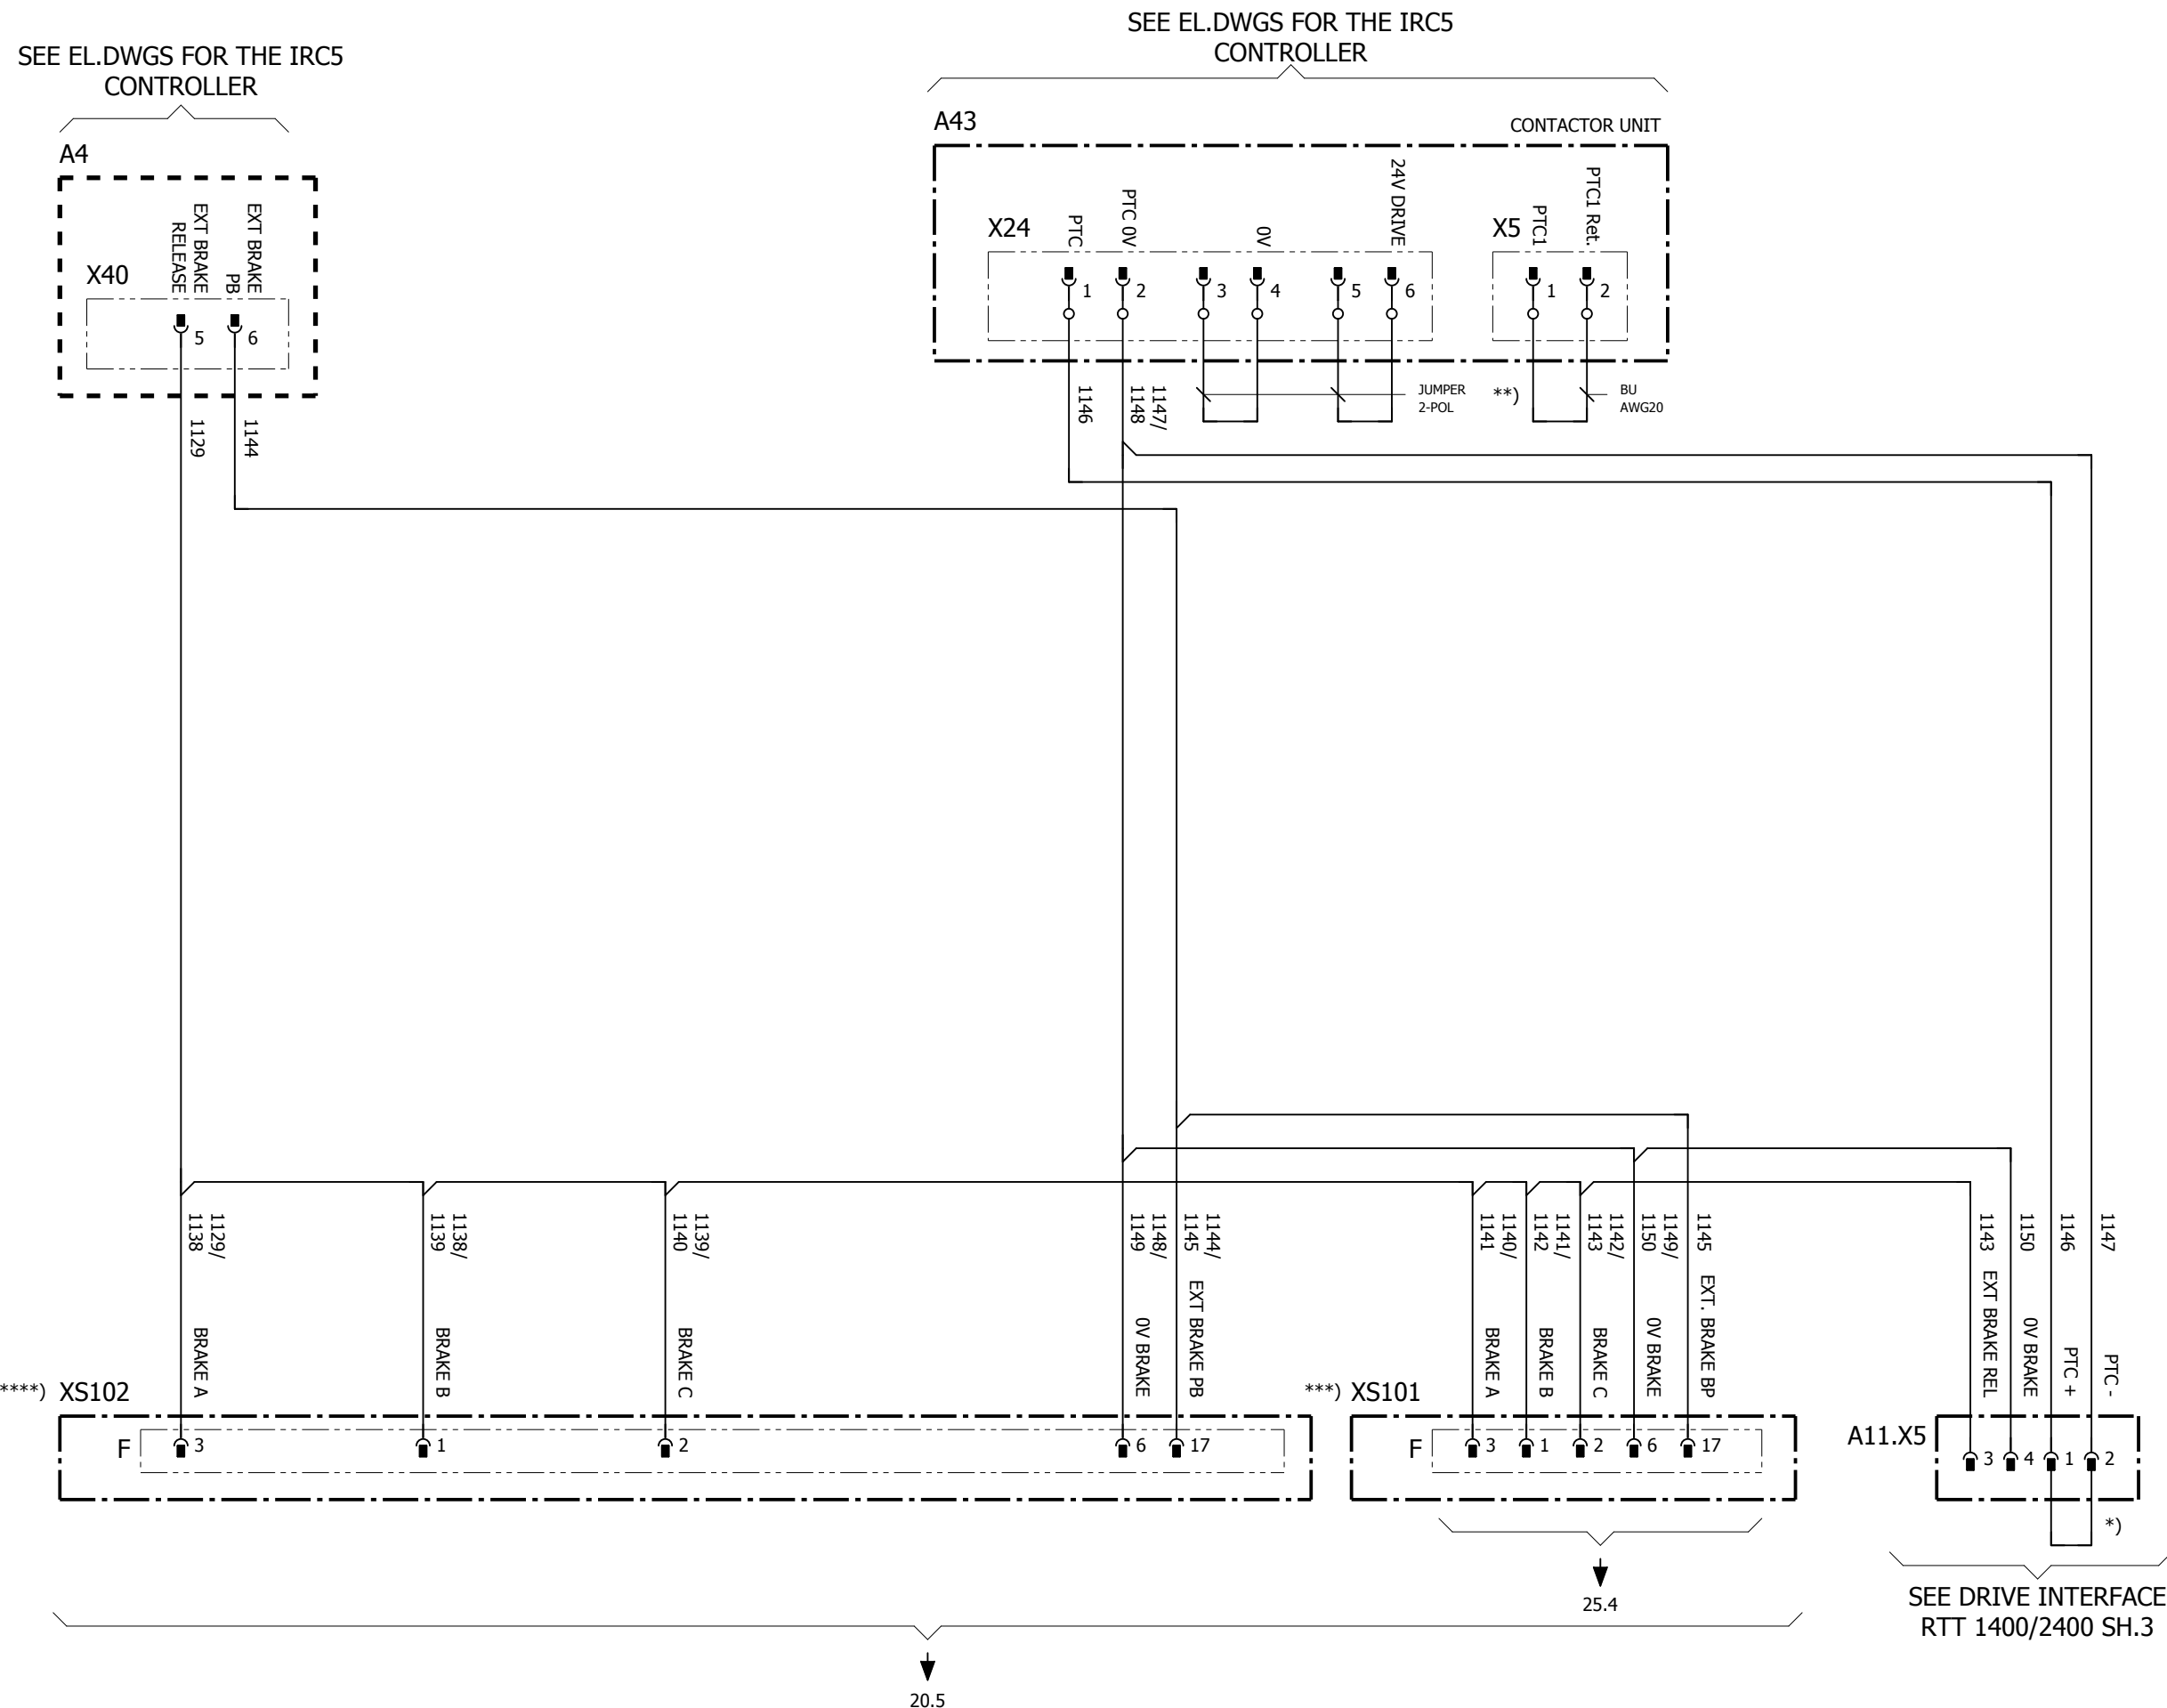 SEE EL.DWGS FOR THE IRC5
CONTROLLER
SEE EL.DWGS FOR THE IRC5
CONTROLLER
A4
A43
CONTACTOR UNIT
X40
EXT BRAKE
RELEASE
EXT BRAKE
PB
5
6
X24
PTC
PTC 0V
0V
24V DRIVE
1
2
3
4
5
6
X5
PTC1
PTC1 Ret.
1
2
1129
1144
1146
1147/
1148
JUMPER
2-POL
**)
BU
AWG20
1129/
1138
1138/
1139
1139/
1140
1148/
1149
1144/
1145
1140/
1141
1141/
1142
1142/
1143
1149/
1150
1145
1143
1150
1146
1147
BRAKE A
BRAKE B
BRAKE C
0V BRAKE
EXT BRAKE PB
BRAKE A
BRAKE B
BRAKE C
0V BRAKE
EXT. BRAKE BP
EXT BRAKE REL
0V BRAKE
PTC +
PTC -
****) XS102
***) XS101
A11.X5
F
3
1
2
6
17
F
3
1
2
6
17
3
4
1
2
*)
25.4
SEE DRIVE INTERFACE
RTT 1400/2400 SH.3
20.5